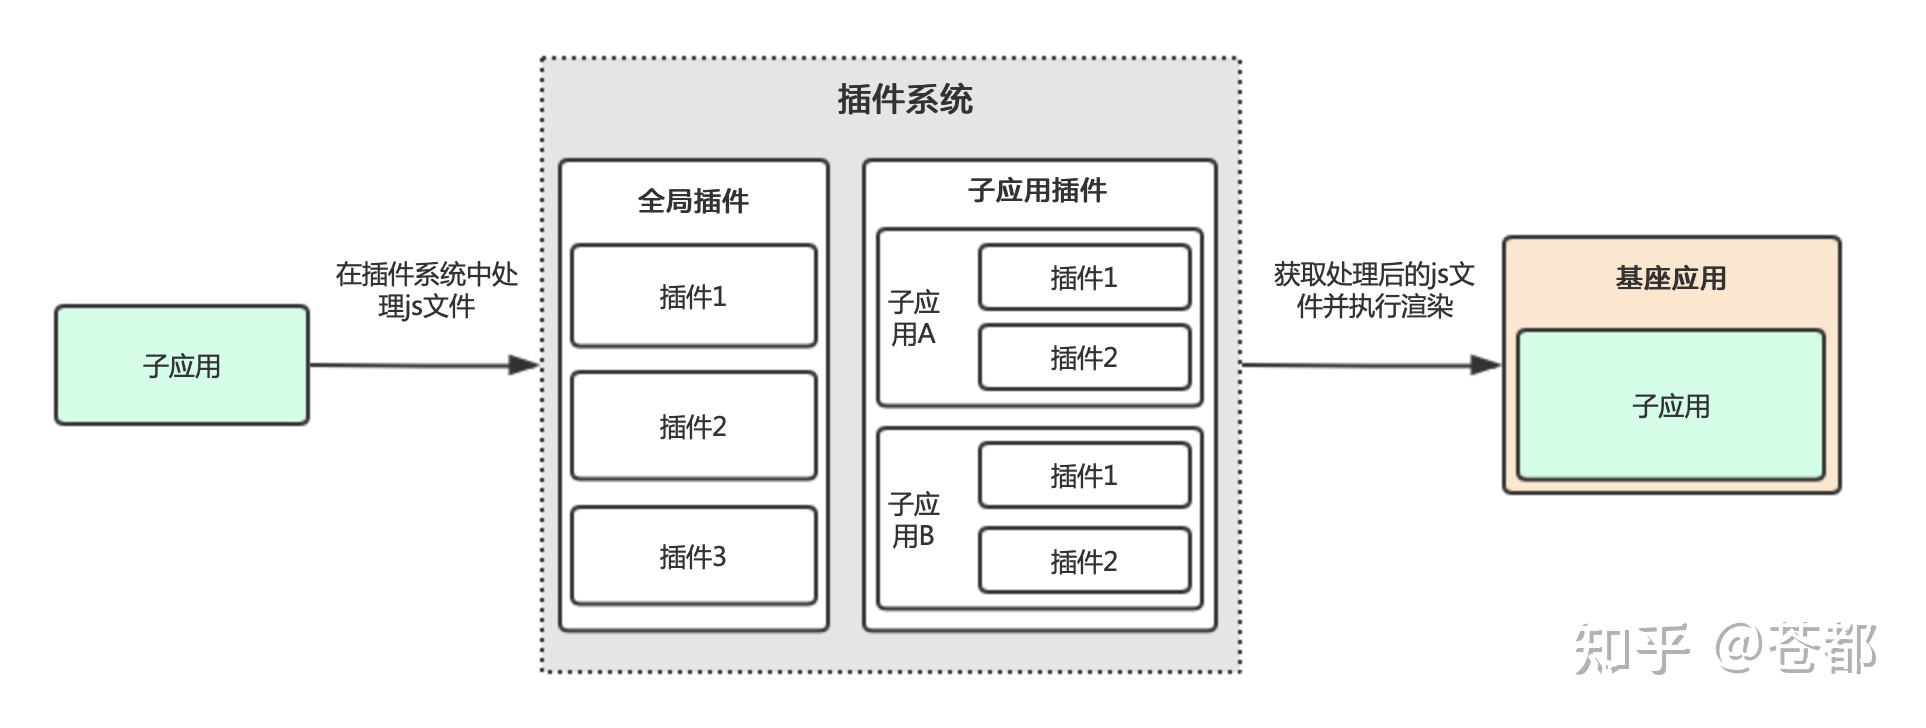 插件系统
子应用
在插件系统中处
理js文件
全局插件
插件1
插件2
插件3
子应用插件
子应
用A
插件1
插件2
子应
用B
插件1
插件2
获取处理后的js文
件并执行渲染
基座应用
子应用
知乎 @苍都